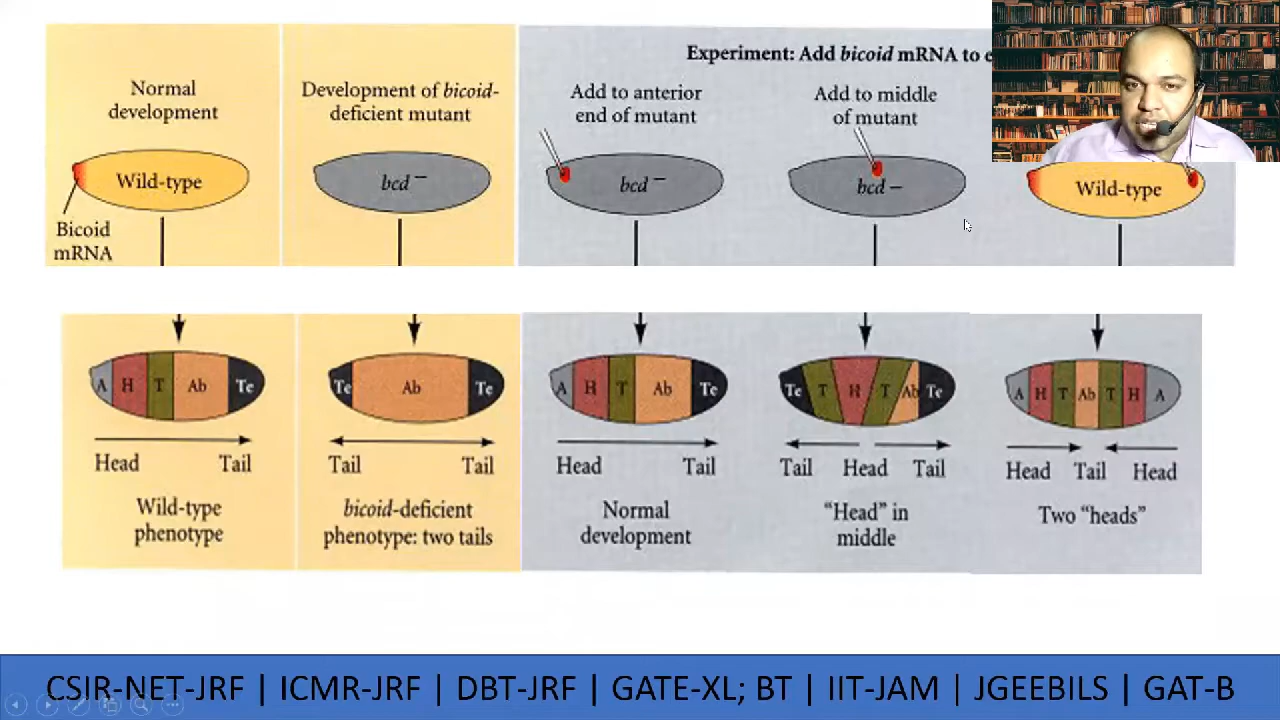 Experiment: Add bicoid mRNA to
Normal
development
Development of bicoid-
deficient mutant
Add to anterior
end of mutant
Add to middle
of mutant
Wild-type
bcd –
bcd –
bcd –
Wild-type
Bicoid
mRNA
A H T Ab Te
Te Ab Te
A H T Ab Te
Te T H T Ab Te
A H T Ab T H A
Head Tail
Tail Tail
Head Tail
Tail Head Tail
Head Tail Head
Wild-type
phenotype
bicoid-deficient
phenotype: two tails
Normal
development
“Head” in
middle
Two “heads”
CSIR-NET-JRF | ICMR-JRF | DBT-JRF | GATE-XL; BT | IIT-JAM | JGEEBILS | GAT-B